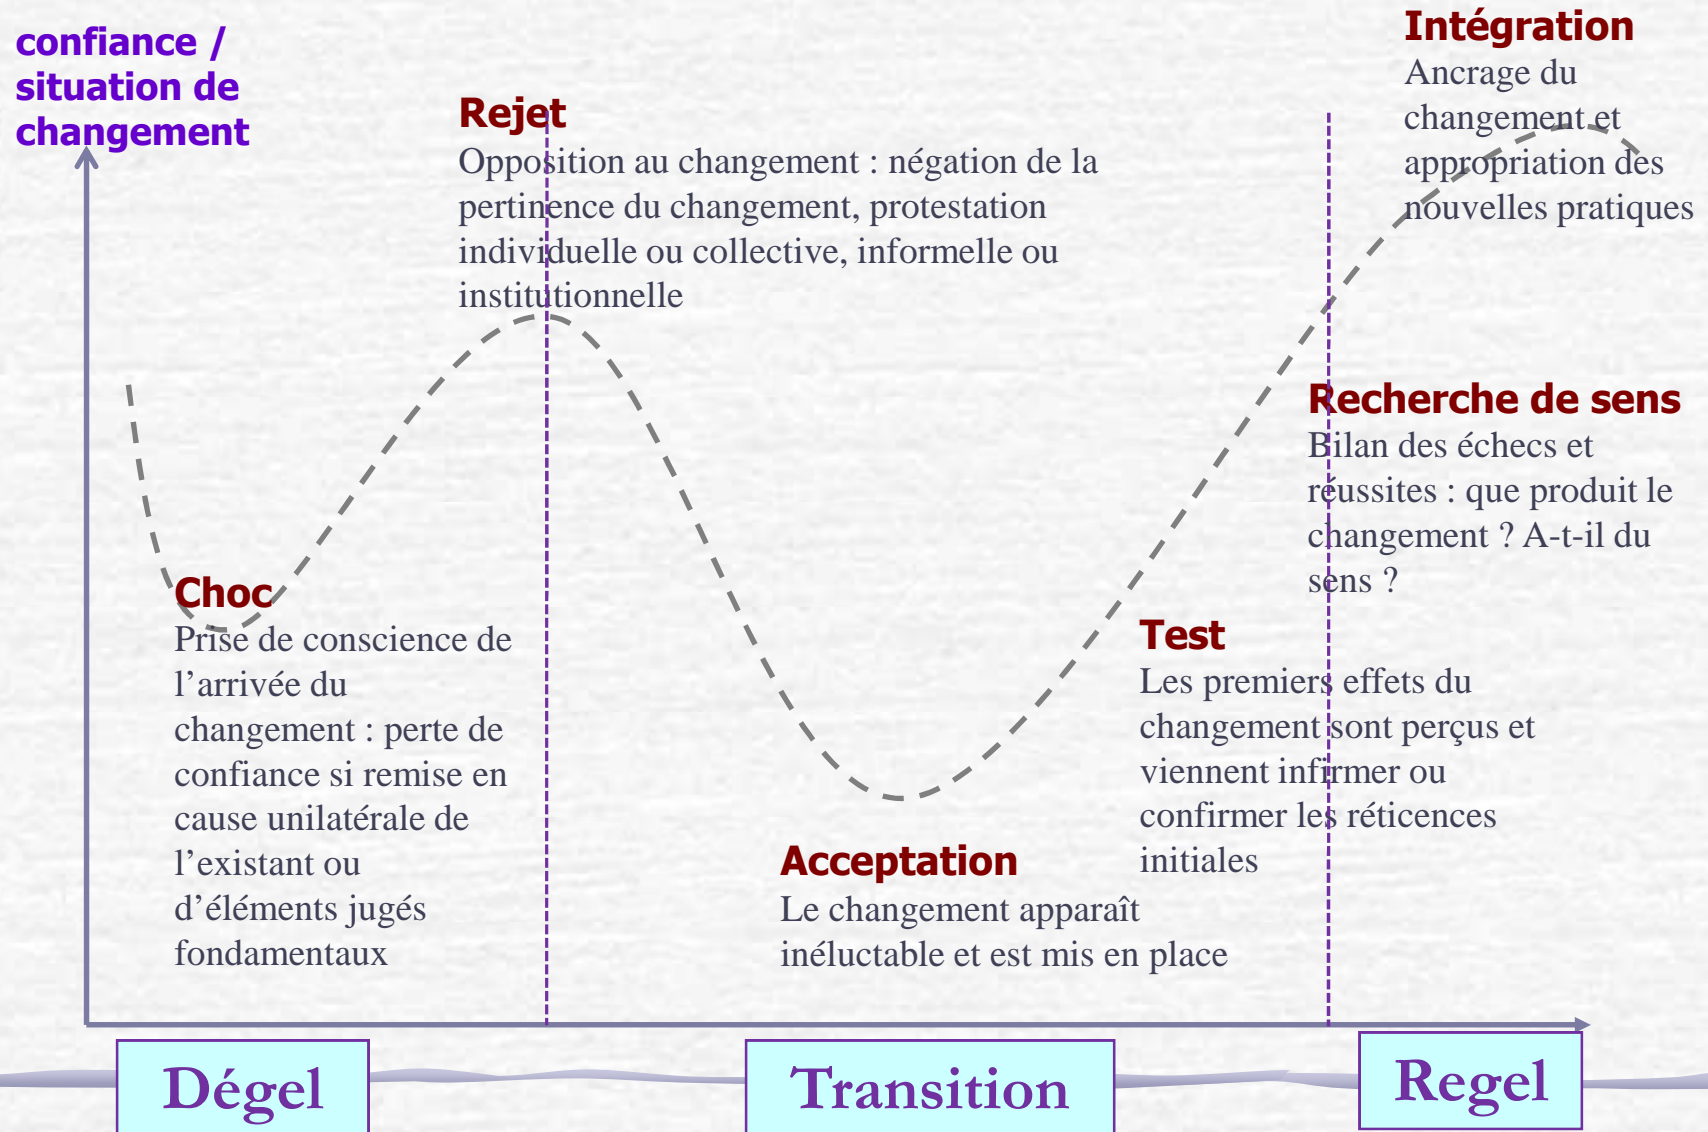 confiance /
situation de
changement
Rejet
Opposition au changement : négation de la
pertinence du changement, protestation
individuelle ou collective, informelle ou
institutionnelle
Intégration
Ancrage du
changement et
appropriation des
nouvelles pratiques
Recherche de sens
Bilan des échecs et
réussites : que produit le
changement ? A-t-il du
sens ?
Choc
Prise de conscience de
l’arrivée du
changement : perte de
confiance si remise en
cause unilatérale de
l’existant ou
d’éléments jugés
fondamentaux
Test
Les premiers effets du
changement sont perçus et
viennent infirmer ou
confirmer les réticences
initiales
Acceptation
Le changement apparaît
inéluctable et est mis en place
Dégel
Transition
Regel